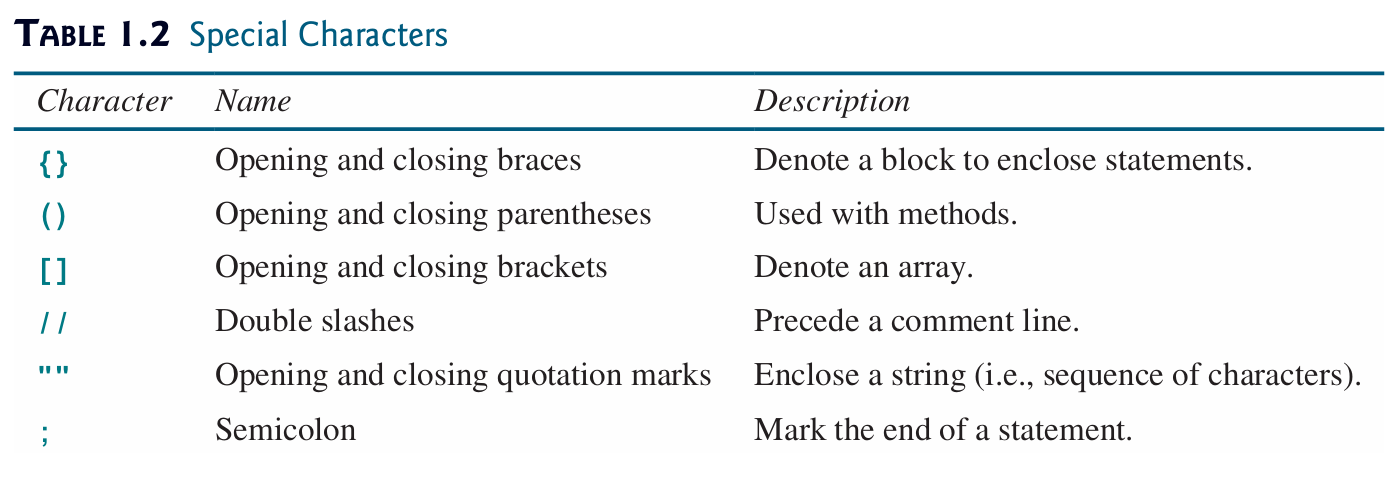 TABLE 1.2 Special Characters
Character Name Description
{} Opening and closing braces Denote a block to enclose statements.
() Opening and closing parentheses Used with methods.
[] Opening and closing brackets Denote an array.
// Double slashes Precede a comment line.
"" Opening and closing quotation marks Enclose a string (i.e., sequence of characters).
; Semicolon Mark the end of a statement.